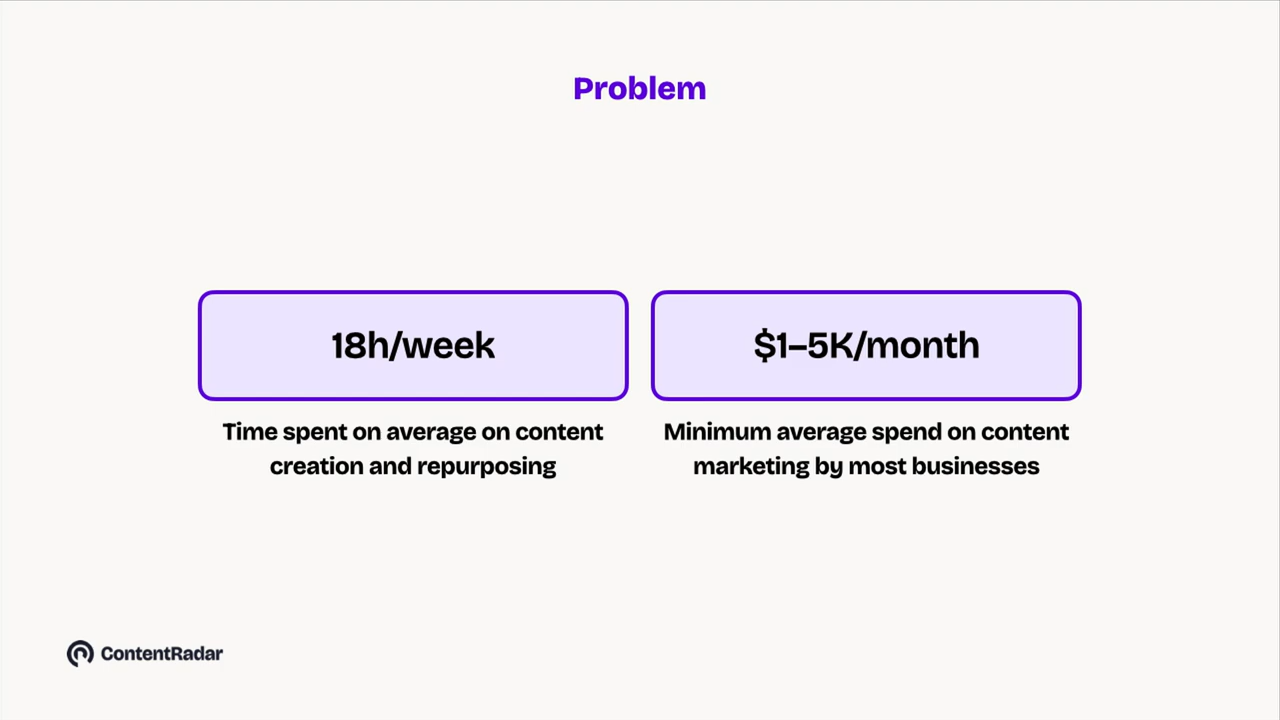 Problem
18h/week
$1–5K/month
Time spent on average on content
creation and repurposing
Minimum average spend on content
marketing by most businesses
ContentRadar